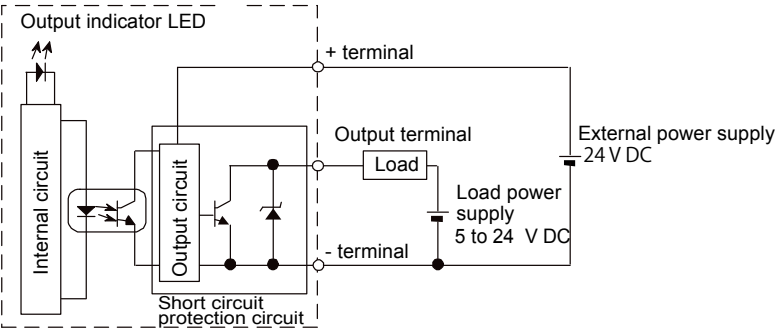 Output indicator LED
+ terminal
Output terminal
External power supply
24 V DC
Load
Load power
supply
5 to 24 V DC
Internal circuit
Output circuit
- terminal
Short circuit
protection circuit